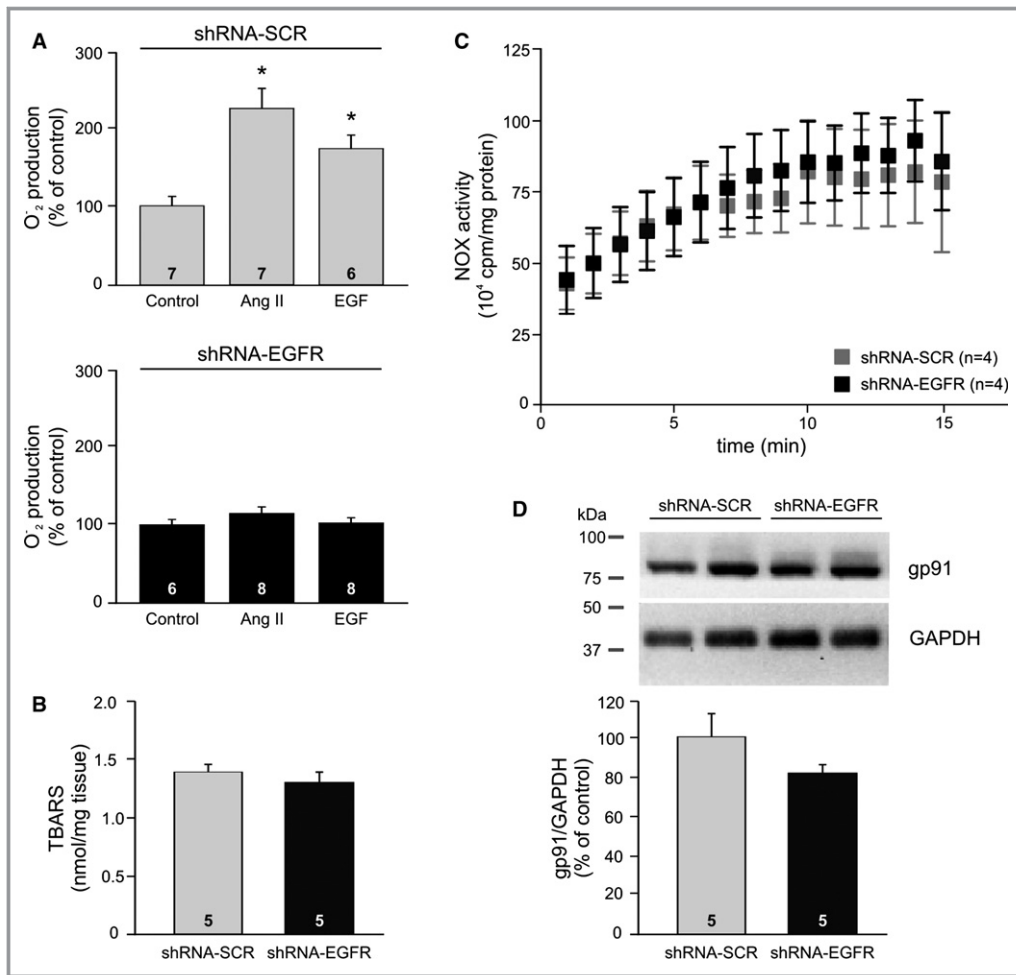 A
shRNA-SCR
O⁻₂ production
(% of control)
300
200
100
0
7
7
6
*
*
Control
Ang II
EGF
shRNA-EGFR
O⁻₂ production
(% of control)
300
200
100
0
6
8
8
Control
Ang II
EGF
B
TBARS
(nmol/mg tissue)
2.0
1.5
1.0
0.5
0
5
5
shRNA-SCR
shRNA-EGFR
C
NOX activity
(10⁴ cpm/mg protein)
125
100
75
50
25
0
0
5
10
15
time (min)
shRNA-SCR (n=4)
shRNA-EGFR (n=4)
D
kDa
shRNA-SCR
shRNA-EGFR
100
75
gp91
50
37
GAPDH
gp91/GAPDH
(% of control)
120
100
80
60
40
20
0
5
5
shRNA-SCR
shRNA-EGFR